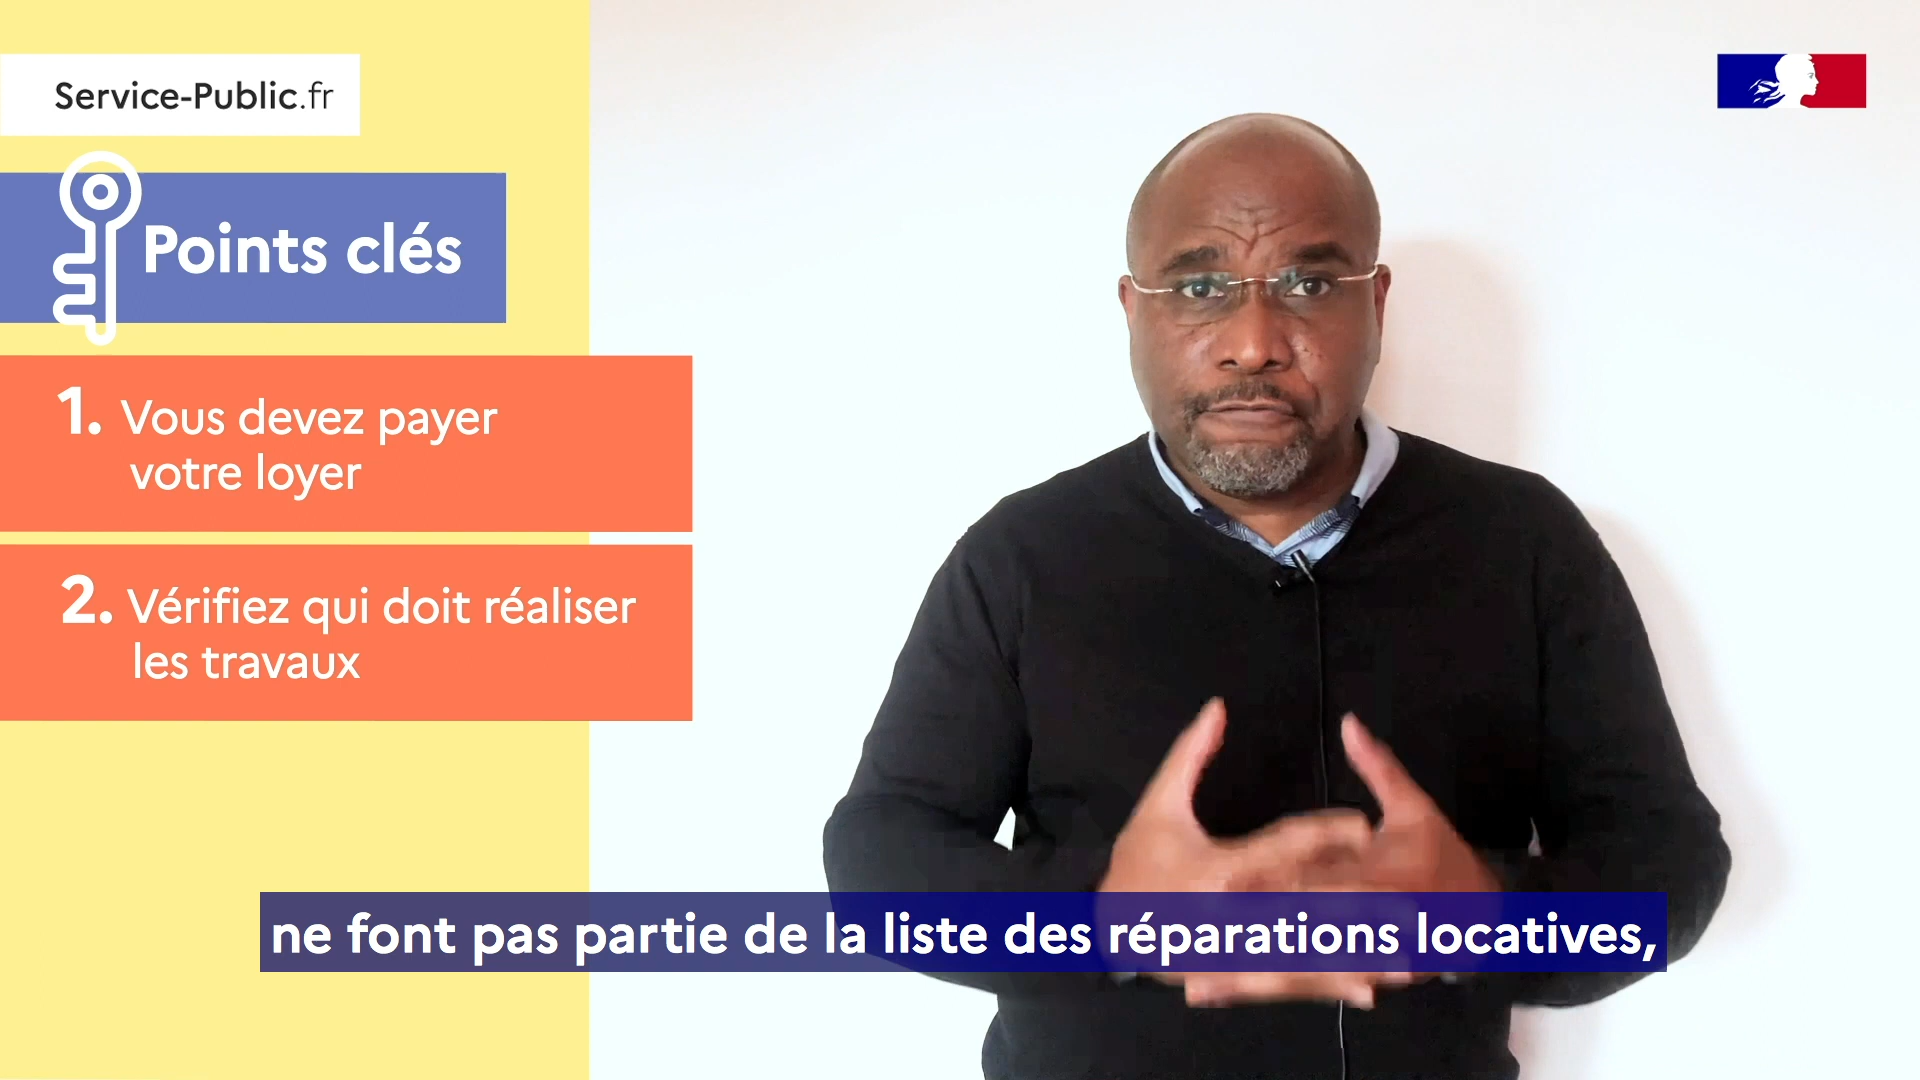 Service-Public.fr
Points clés
1. Vous devez payer
votre loyer
2. Vérifiez qui doit réaliser
les travaux
ne font pas partie de la liste des réparations locatives,